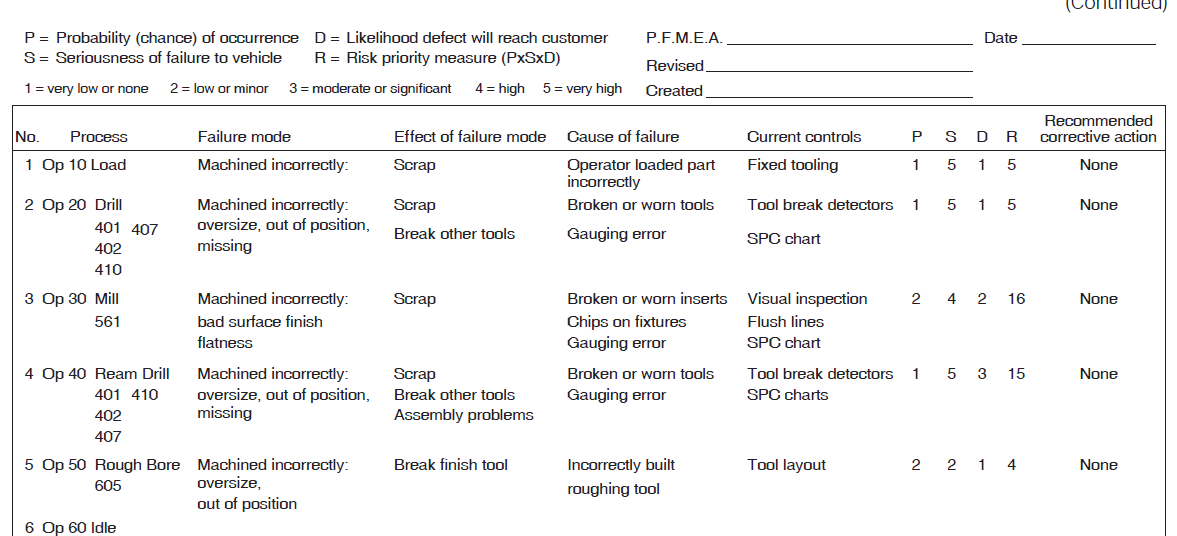 (Continued)
P = Probability (chance) of occurrence D = Likelihood defect will reach customer P.F.M.E.A. Date
S = Seriousness of failure to vehicle R = Risk priority measure (PxSxD) Revised
1 = very low or none 2 = low or minor 3 = moderate or significant 4 = high 5 = very high Created
Recommended
No. Process Failure mode Effect of failure mode Cause of failure Current controls P S D R corrective action
1 Op 10 Load Machined incorrectly: Scrap Operator loaded part Fixed tooling 1 5 1 5 None
incorrectly
2 Op 20 Drill Machined incorrectly: Scrap Broken or worn tools Tool break detectors 1 5 1 5 None
401 407 oversize, out of position, Break other tools Gauging error SPC chart
402 missing
410
3 Op 30 Mill Machined incorrectly: Scrap Broken or worn inserts Visual inspection 2 4 2 16 None
561 bad surface finish Chips on fixtures Flush lines
flatness Gauging error SPC chart
4 Op 40 Ream Drill Machined incorrectly: Scrap Broken or worn tools Tool break detectors 1 5 3 15 None
401 410 oversize, out of position, Break other tools Gauging error SPC charts
402 missing Assembly problems
407
5 Op 50 Rough Bore Machined incorrectly: Break finish tool Incorrectly built Tool layout 2 2 1 4 None
605 oversize, roughing tool
out of position
6 Op 60 Idle